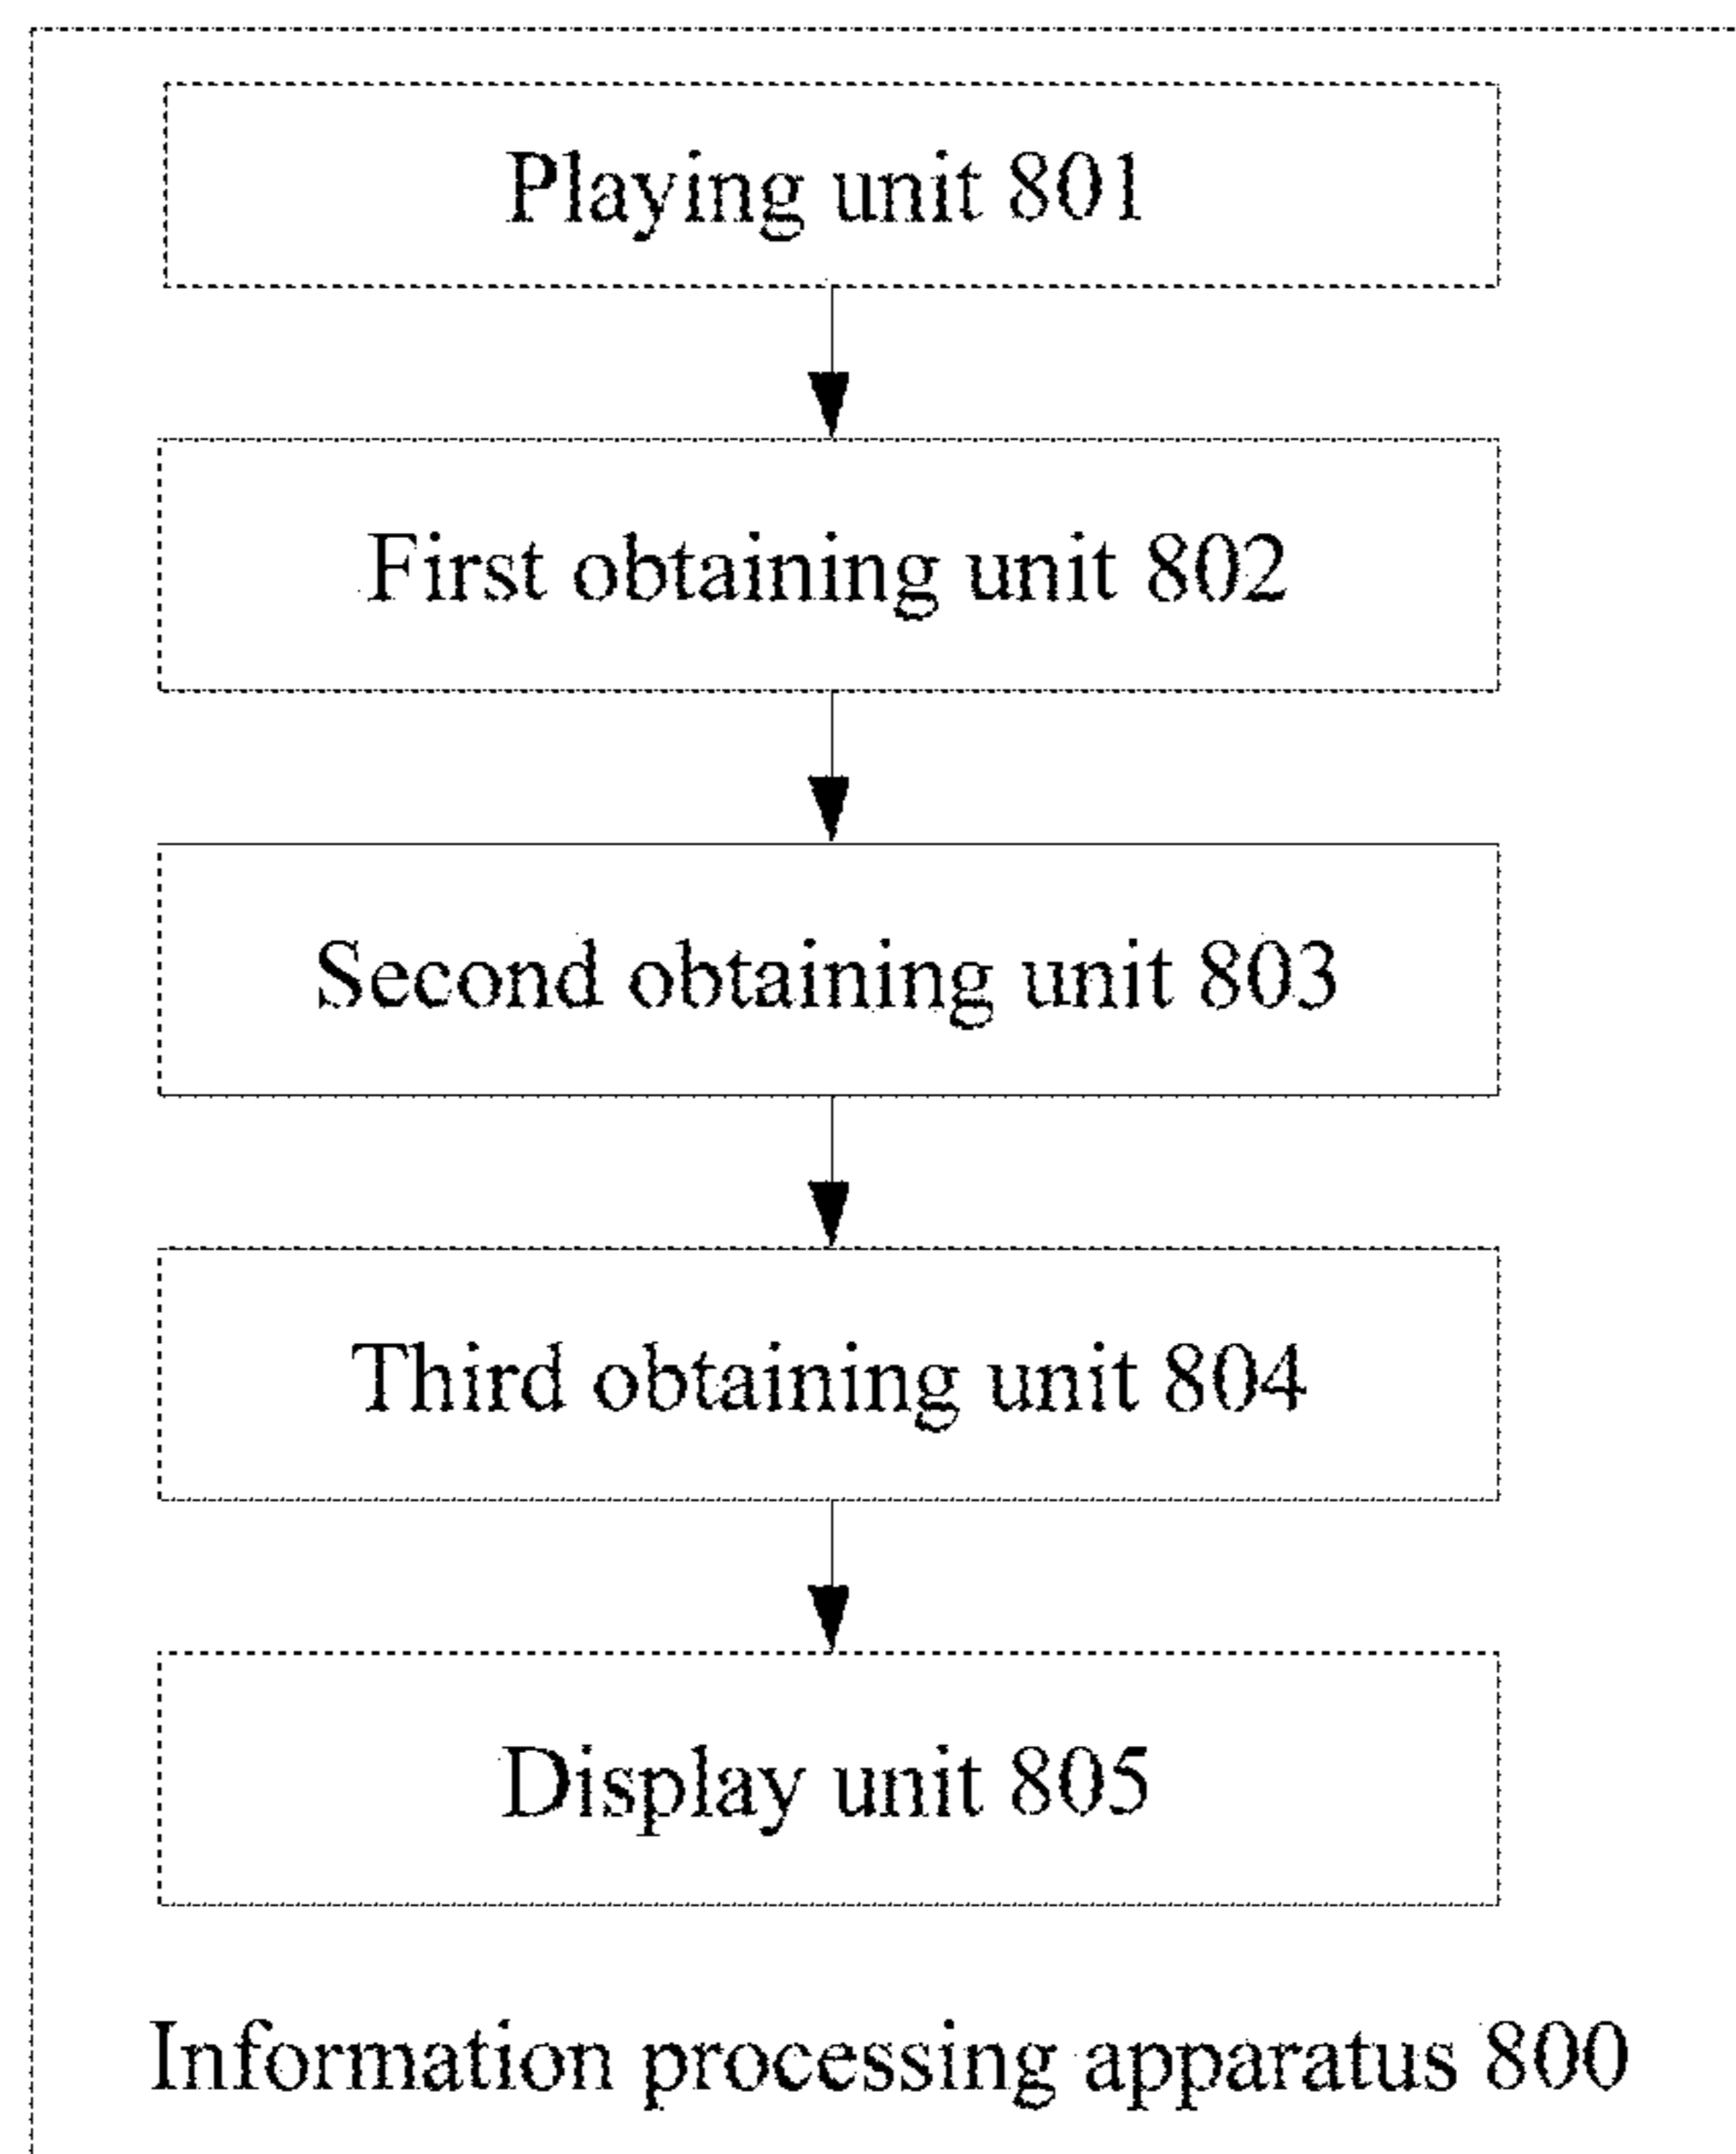 Playing unit 801
First obtaining unit 802
Second obtaining unit 803
Third obtaining unit 804
Display unit 805
Information processing apparatus 800